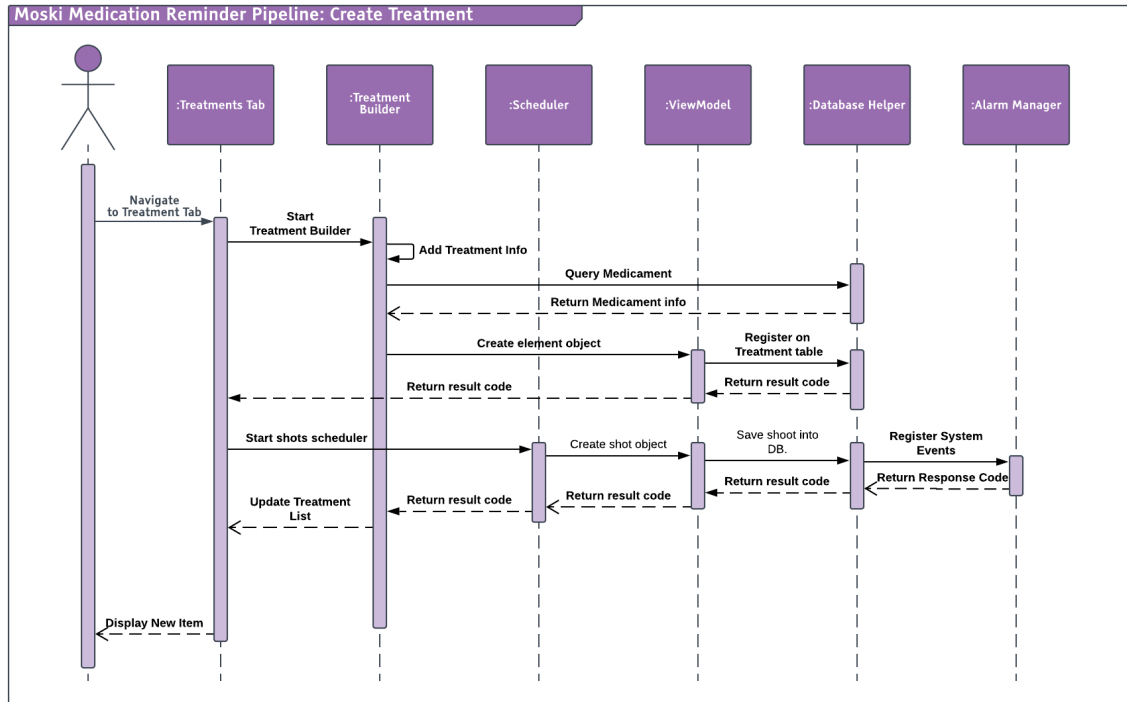 Moski Medication Reminder Pipeline: Create Treatment
:Treatments Tab
:Treatment
Builder
:Scheduler
:ViewModel
:Database Helper
:Alarm Manager
Navigate
to Treatment Tab
Start
Treatment Builder
Add Treatment Info
Query Medicament
Return Medicament info
Create element object
Register on
Treatment table
Return result code
Return result code
Start shots scheduler
Create shot object
Save shoot into
DB.
Register System
Events
Return Response Code
Return result code
Return result code
Return result code
Update Treatment
List
Display New Item